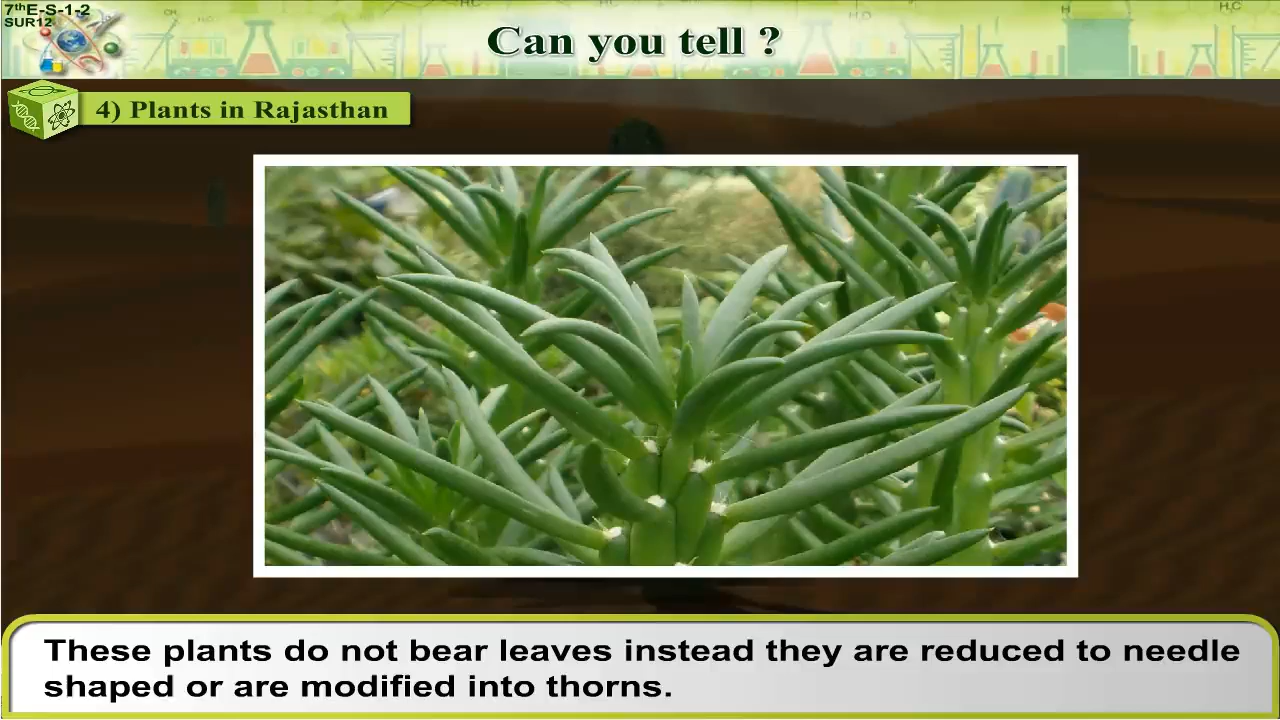 7thE-S-1-2
SUR12
Can you tell ?
4) Plants in Rajasthan
These plants do not bear leaves instead they are reduced to needle
shaped or are modified into thorns.